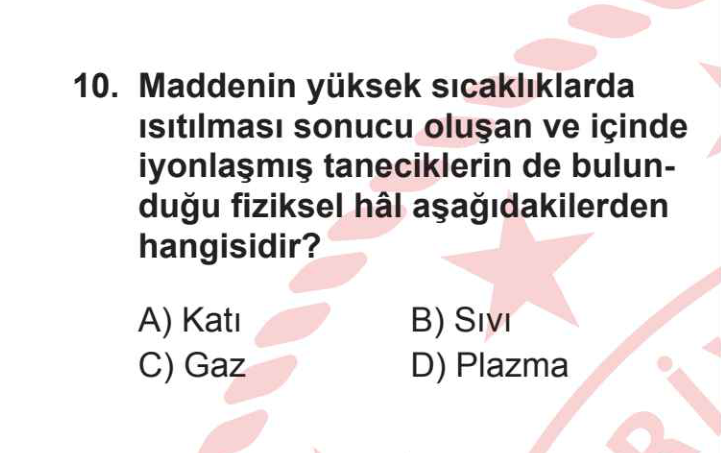 10. Maddenin yüksek sıcaklıklarda
ısıtılması sonucu oluşan ve içinde
iyonlaşmış taneciklerin de bulun-
duğu fiziksel hâl aşağıdakilerden
hangisidir?
A) Katı B) Sıvı
C) Gaz D) Plazma